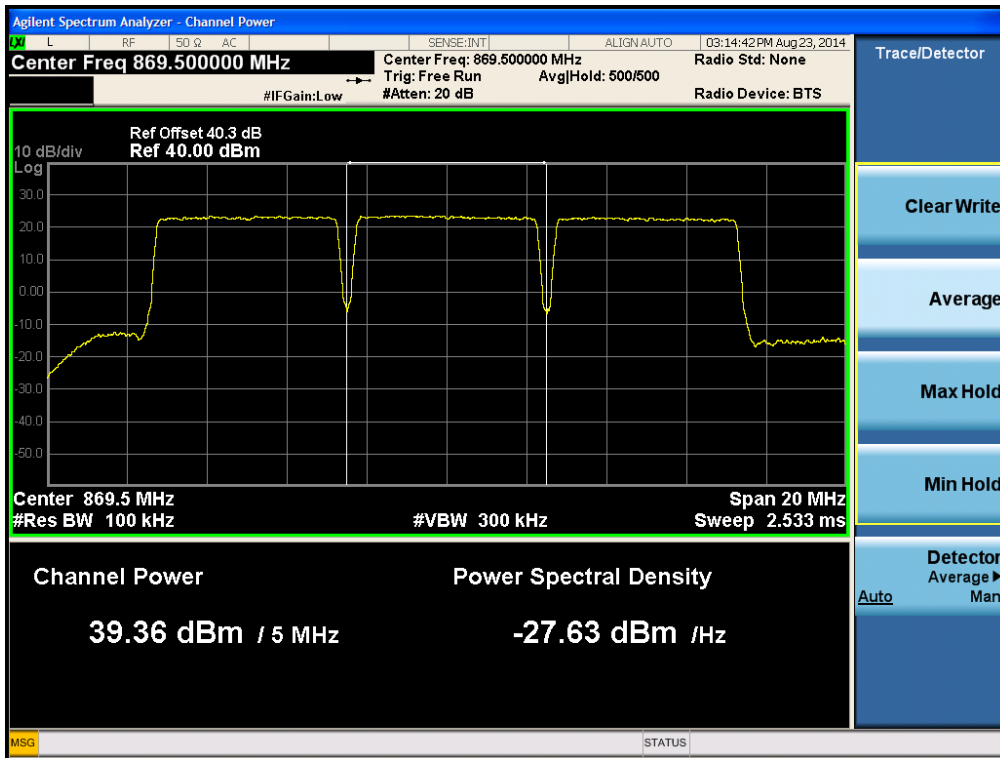 Agilent Spectrum Analyzer - Channel Power
LXI L RF 50 Ω AC SENSE:INT ALIGN AUTO 03:14:42 PM Aug 23, 2014
Center Freq 869.500000 MHz
Center Freq: 869.500000 MHz
Radio Std: None
Trig: Free Run Avg|Hold: 500/500
#IFGain:Low
#Atten: 20 dB
Radio Device: BTS
Ref Offset 40.3 dB
10 dB/div Ref 40.00 dBm
Log
30.0
20.0
10.0
0.00
-10.0
-20.0
-30.0
-40.0
-50.0
Center 869.5 MHz Span 20 MHz
#Res BW 100 kHz #VBW 300 kHz Sweep 2.533 ms
Channel Power Power Spectral Density
39.36 dBm / 5 MHz -27.63 dBm /Hz
MSG STATUS
Trace/Detector
Clear Write
Average
Max Hold
Min Hold
Detector
Average►
Auto Man